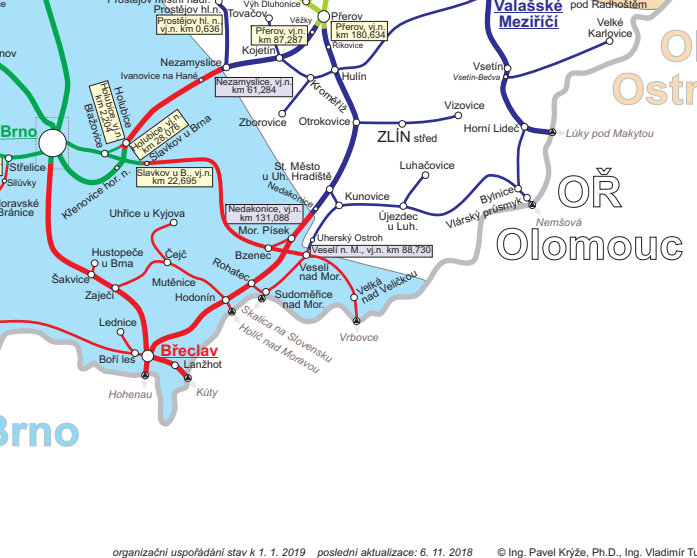 Prostějov hl.n.
Prostějov hl. n.
vj.n. km 0,636
Tovačov
Výh Dluhonice
Věžky
Přerov
Přerov, vj.n.
km 87,287
Přerov, vj.n.
km 180,634
Říkovice
Kojetín
Nezamyslice
Ivanovice na Hané
Nezamyslice, vj.n.
km 61,284
Hulín
Kroměříž
Zborovice
Otrokovice
ZLÍN střed
Vizovice
Valašské
Meziříčí
pod Radhoštěm
Velké
Karlovice
Vsetín
Vsetín-Bečva
Horní Lideč
Lúky pod Makytou
Brno
Střelice
Silůvky
Blažovice
Holubice
Holubice, vj.n.
km 2,204
Holubice, vj.n.
km 28,076
Slavkov u Brna
Slavkov u B., vj.n.
km 22,695
Křenovice hor. n.
St. Město
u Uh. Hradiště
Nedakonice
Nedakonice, vj.n.
km 131,088
Luhačovice
Kunovice
Újezdec
u Luh.
Bylnice
Vlárský průsmyk
Nemšová
OŘ
Olomouc
Uhřice u Kyjova
Mor. Písek
Bzenec
Uherský Ostroh
Veselí n. M., vj.n. km 88,730
Veselí
nad Mor.
Hustopeče
u Brna
Čejč
Šakvice
Zaječí
Mutěnice
Hodonín
Rohatec
Sudoměřice
nad Mor.
Velká
nad Veličkou
Vrbovce
Skalica na Slovensku
Holíč nad Moravou
Lednice
Boří les
Břeclav
Lanžhot
Hohenau
Kúty
Brno
organizační uspořádání stav k 1. 1. 2019 poslední aktualizace: 6. 11. 2018 © Ing. Pavel Krýže, Ph.D., Ing. Vladimír